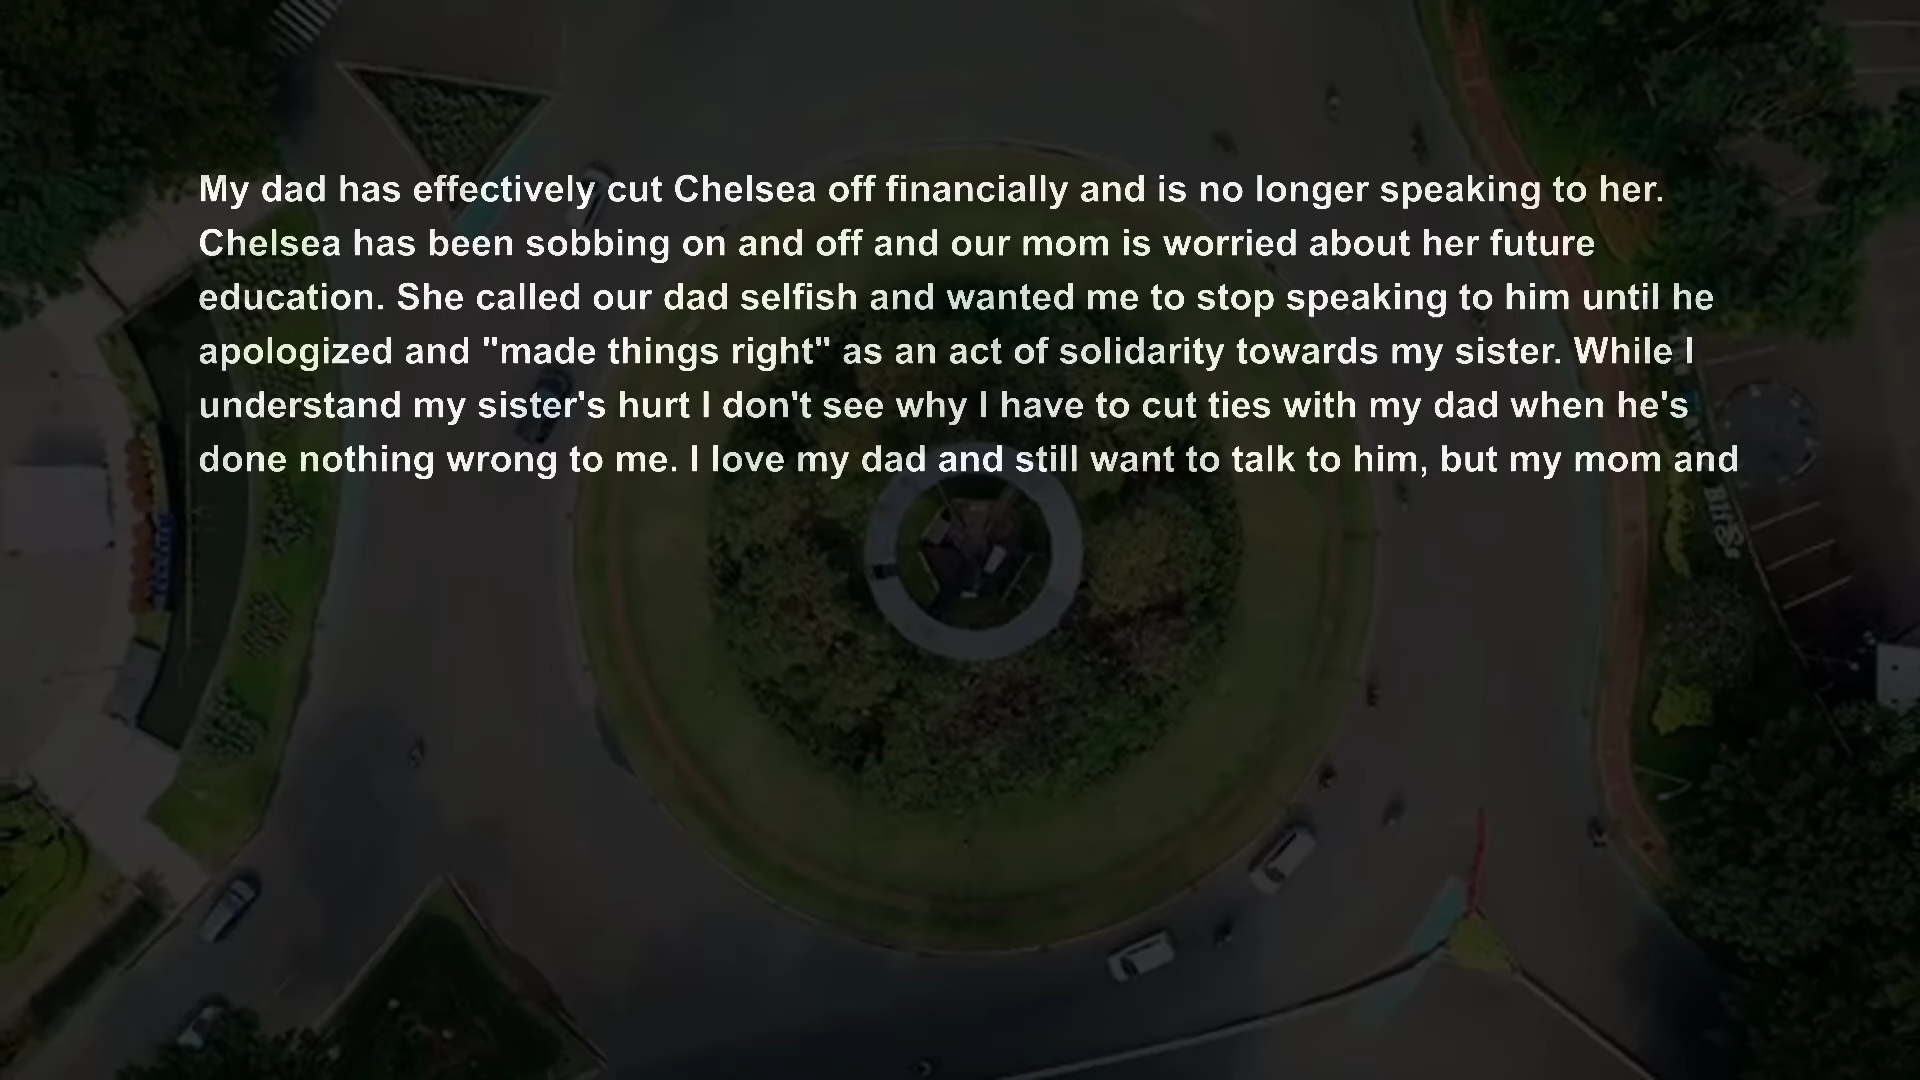 My dad has effectively cut Chelsea off financially and is no longer speaking to her.
Chelsea has been sobbing on and off and our mom is worried about her future
education. She called our dad selfish and wanted me to stop speaking to him until he
apologized and "made things right" as an act of solidarity towards my sister. While I
understand my sister's hurt I don't see why I have to cut ties with my dad when he's
done nothing wrong to me. I love my dad and still want to talk to him, but my mom and